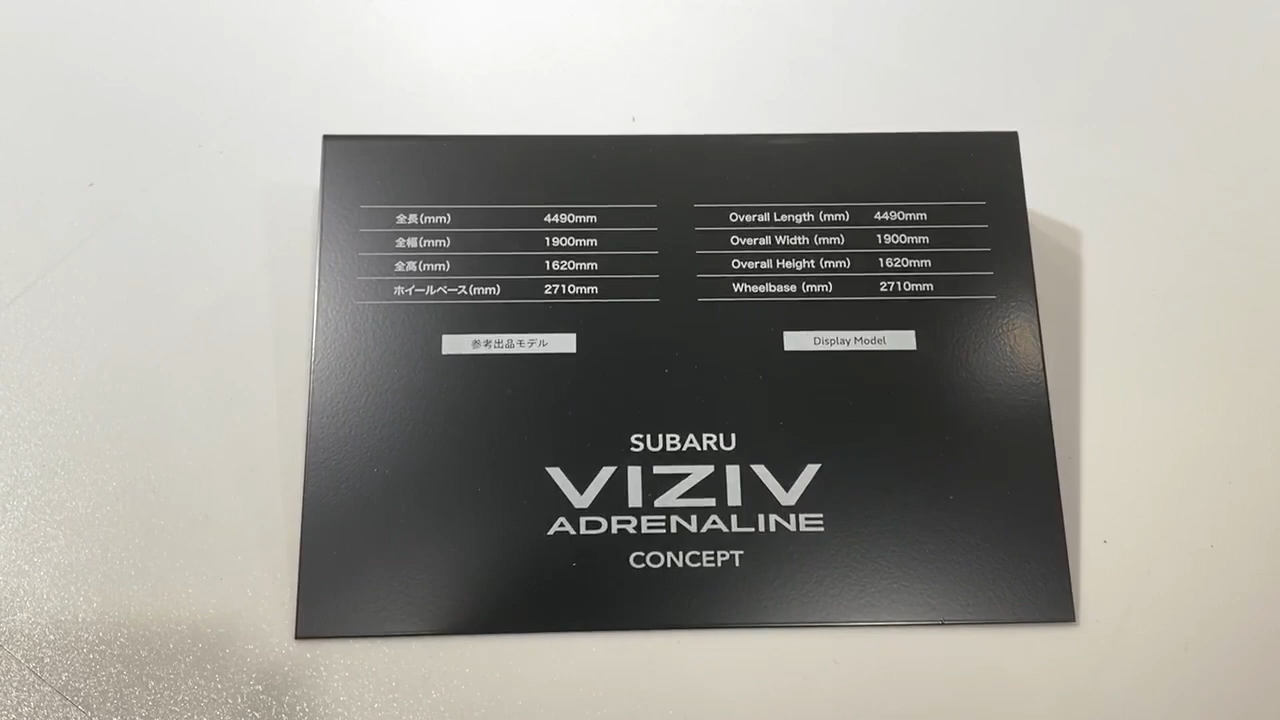 全長(mm) 4490mm
全幅(mm) 1900mm
全高(mm) 1620mm
ホイールベース(mm) 2710mm
参考出品モデル
Overall Length (mm) 4490mm
Overall Width (mm) 1900mm
Overall Height (mm) 1620mm
Wheelbase (mm) 2710mm
Display Model
SUBARU
VIZIV
ADRENALINE
CONCEPT